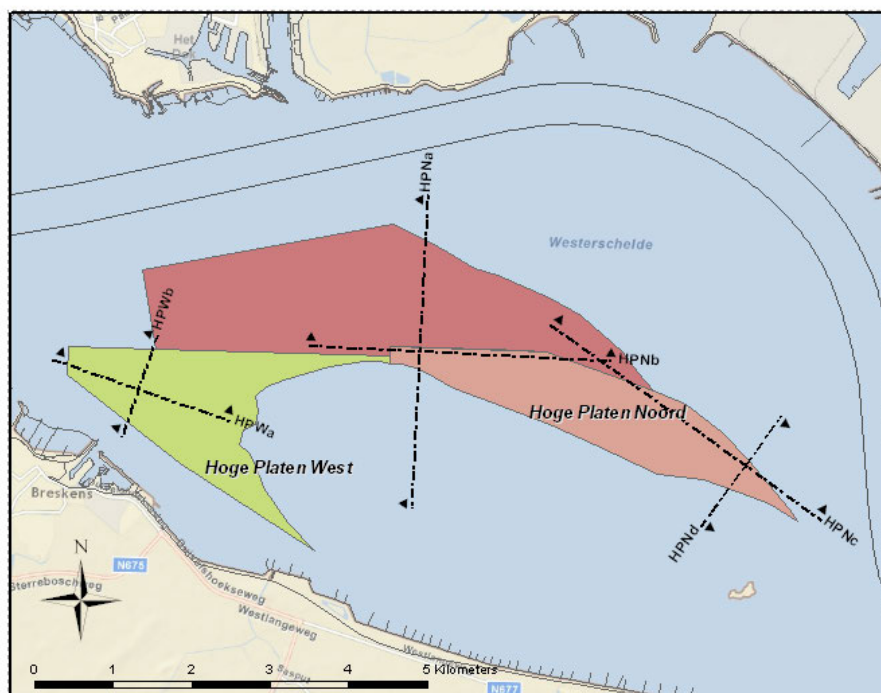 Het
HPNa
Westerschelde
HPWb
HPNb
Hoge Platen Noord
HPWa
Hoge Platen West
Breskens
HPNd
HPNc
N
N675
Westlangeweg
N677
0 1 2 3 4 5 Kilometers